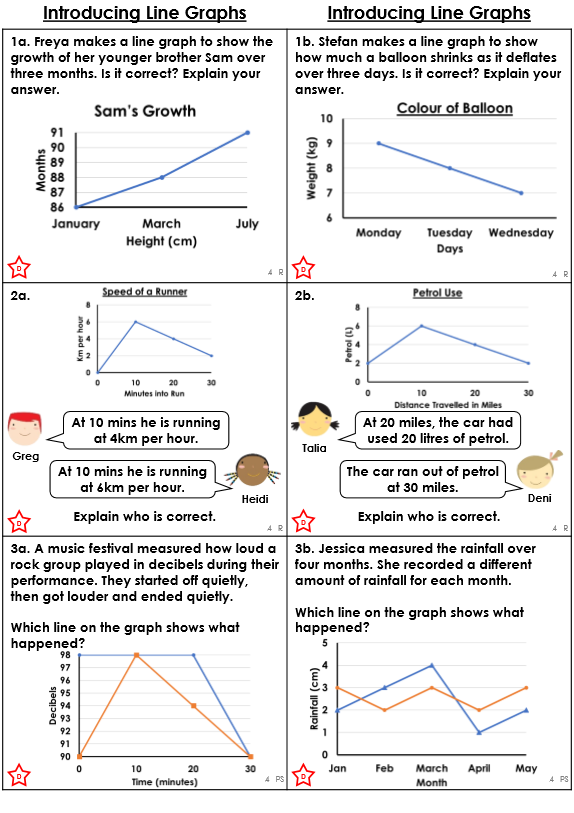 Introducing Line Graphs
Introducing Line Graphs
1a. Freya makes a line graph to show the
growth of her younger brother Sam over
three months. Is it correct? Explain your
answer.
Sam's Growth
91
90
89
88
87
86
Months
January March July
Height (cm)
D
4 R
1b. Stefan makes a line graph to show
how much a balloon shrinks as it deflates
over three days. Is it correct? Explain your
answer.
Colour of Balloon
10
9
8
7
6
Weight (kg)
Monday Tuesday Wednesday
Days
D
4 R
2a.
Speed of a Runner
8
6
4
2
0
Km per hour
0 10 20 30
Minutes into Run
At 10 mins he is running
at 4km per hour.
Greg
At 10 mins he is running
at 6km per hour.
Heidi
Explain who is correct.
D
4 R
2b.
Petrol Use
8
6
4
2
0
Petrol (L)
0 10 20 30
Distance Travelled in Miles
At 20 miles, the car had
used 20 litres of petrol.
Talia
The car ran out of petrol
at 30 miles.
Deni
Explain who is correct.
D
4 R
3a. A music festival measured how loud a
rock group played in decibels during their
performance. They started off quietly,
then got louder and ended quietly.
Which line on the graph shows what
happened?
98
97
96
95
94
93
92
91
90
Decibels
0 10 20 30
Time (minutes)
D
4 PS
3b. Jessica measured the rainfall over
four months. She recorded a different
amount of rainfall for each month.
Which line on the graph shows what
happened?
5
4
3
2
1
0
Rainfall (cm)
Jan Feb March April May
Month
D
4 PS